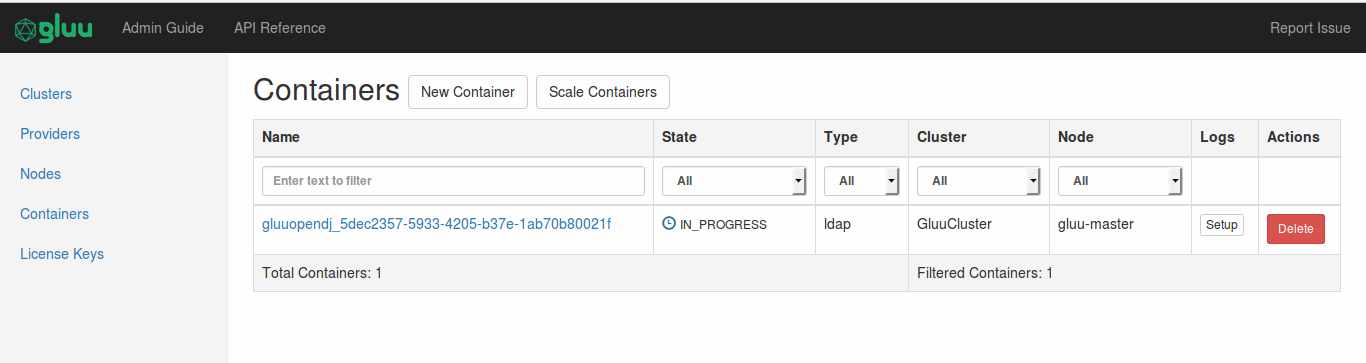 gluu Admin Guide API Reference Report Issue
Clusters
Providers
Nodes
Containers
License Keys
Containers New Container Scale Containers
Name State Type Cluster Node Logs Actions
Enter text to filter All All All All
gluuopendj_5dec2357-5933-4205-b37e-1ab70b80021f IN_PROGRESS ldap GluuCluster gluu-master Setup Delete
Total Containers: 1 Filtered Containers: 1